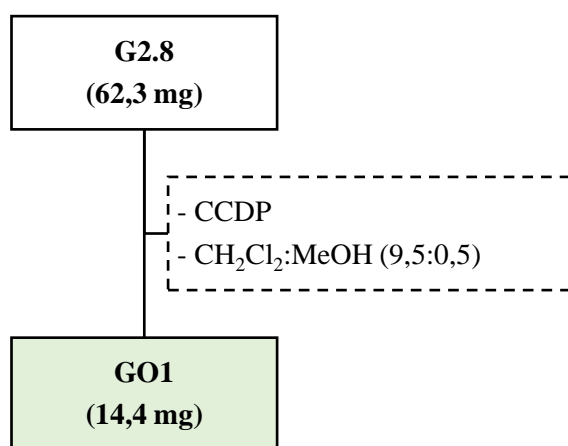 G2.8
(62,3 mg)
- CCDP
- CH₂Cl₂:MeOH (9,5:0,5)
GO1
(14,4 mg)